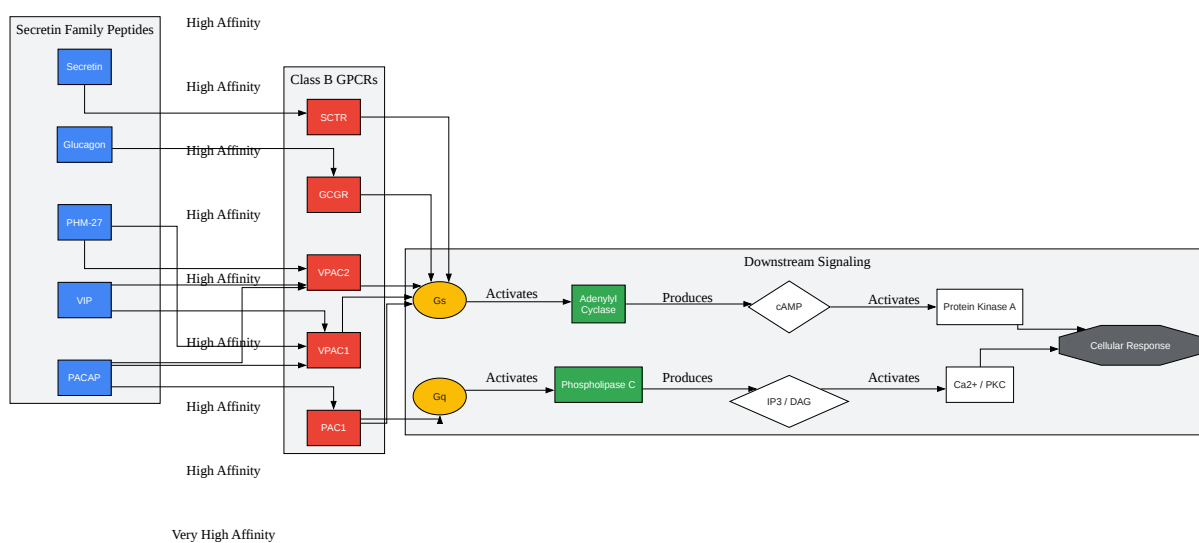 Secretin Family Peptides
Secretin
Glucagon
PHM-27
VIP
PACAP
High Affinity
High Affinity
High Affinity
High Affinity
High Affinity
High Affinity
High Affinity
High Affinity
Very High Affinity
Class B GPCRs
SCTR
GCGR
VPAC2
VPAC1
PAC1
Downstream Signaling
Gs
Activates
Adenylyl
Cyclase
Produces
cAMP
Activates
Protein Kinase A
Cellular Response
Gq
Activates
Phospholipase C
Produces
IP3 / DAG
Activates
Ca2+ / PKC